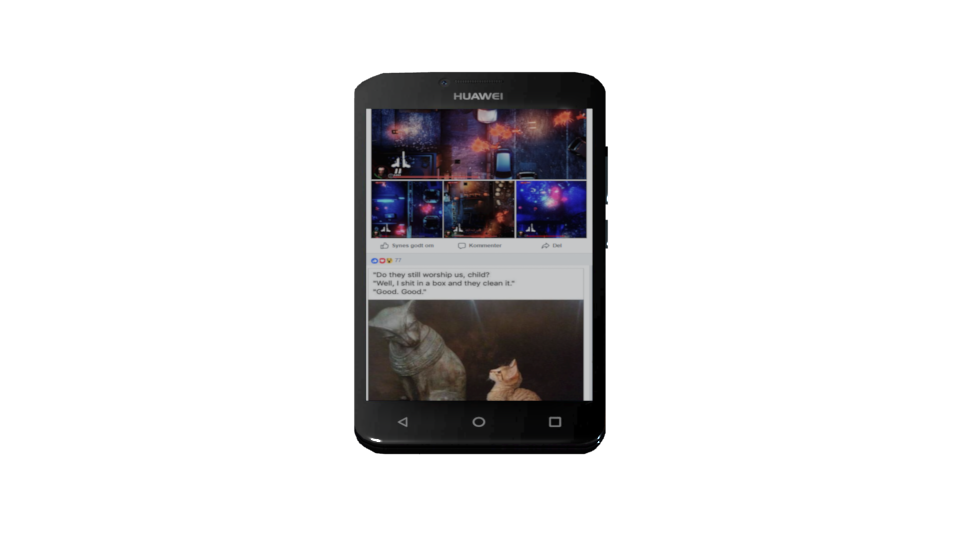 HUAWEI
Synes godt om
Kommenter
Del
77
"Do they still worship us, child?
"Well, I shit in a box and they clean it."
"Good. Good."